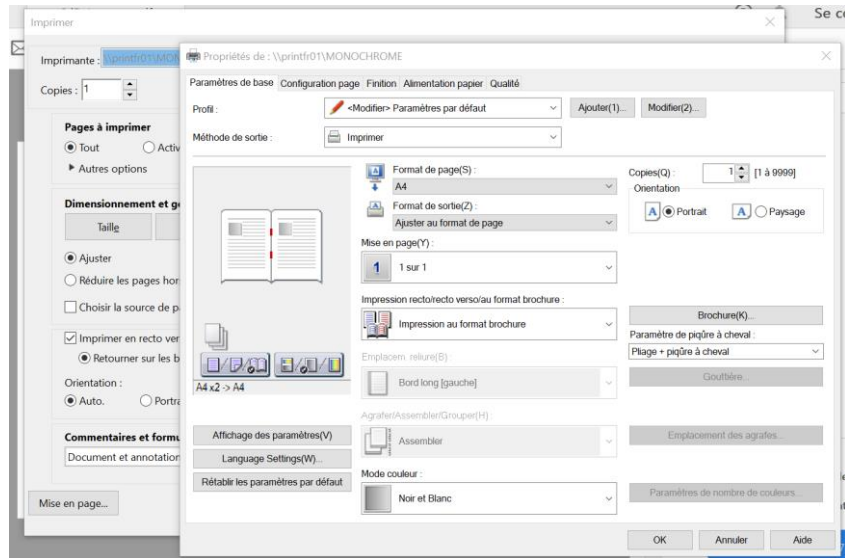 Se co
Imprimer
Imprimante : \\printfr01\MON
Copies : 1
Pages à imprimer
Tout
Activ
Autres options
Dimensionnement et ge
Taille
Ajuster
Réduire les pages hor
Choisir la source de p
Imprimer en recto ver
Retourner sur les b
Orientation :
Auto.
Portra
Commentaires et formu
Document et annotation
Mise en page...
Propriétés de : \\printfr01\MONOCHROME
Paramètres de base Configuration page Finition Alimentation papier Qualité
Profil : <Modifier> Paramètres par défaut Ajouter(1)... Modifier(2)...
Méthode de sortie : Imprimer
Format de page(S) :
A4
Format de sortie(Z) :
Ajuster au format de page
Copies(Q) : 1 [1 à 9999]
Orientation
A Portrait A Paysage
Mise en page(Y) :
1 1 sur 1
Impression recto/recto verso/au format brochure :
Impression au format brochure
Brochure(K)...
Paramètre de piqûre à cheval :
Pliage + piqûre à cheval
A4 x2 -> A4
Emplacem. reliure(B) :
Bord long [gauche]
Gouttière...
Agrafer/Assembler/Grouper(H) :
Assembler
Emplacement des agrafes...
Affichage des paramètres(V)
Language Settings(W)...
Rétablir les paramètres par défaut
Mode couleur :
Noir et Blanc
Paramètres de nombre de couleurs...
OK Annuler Aide